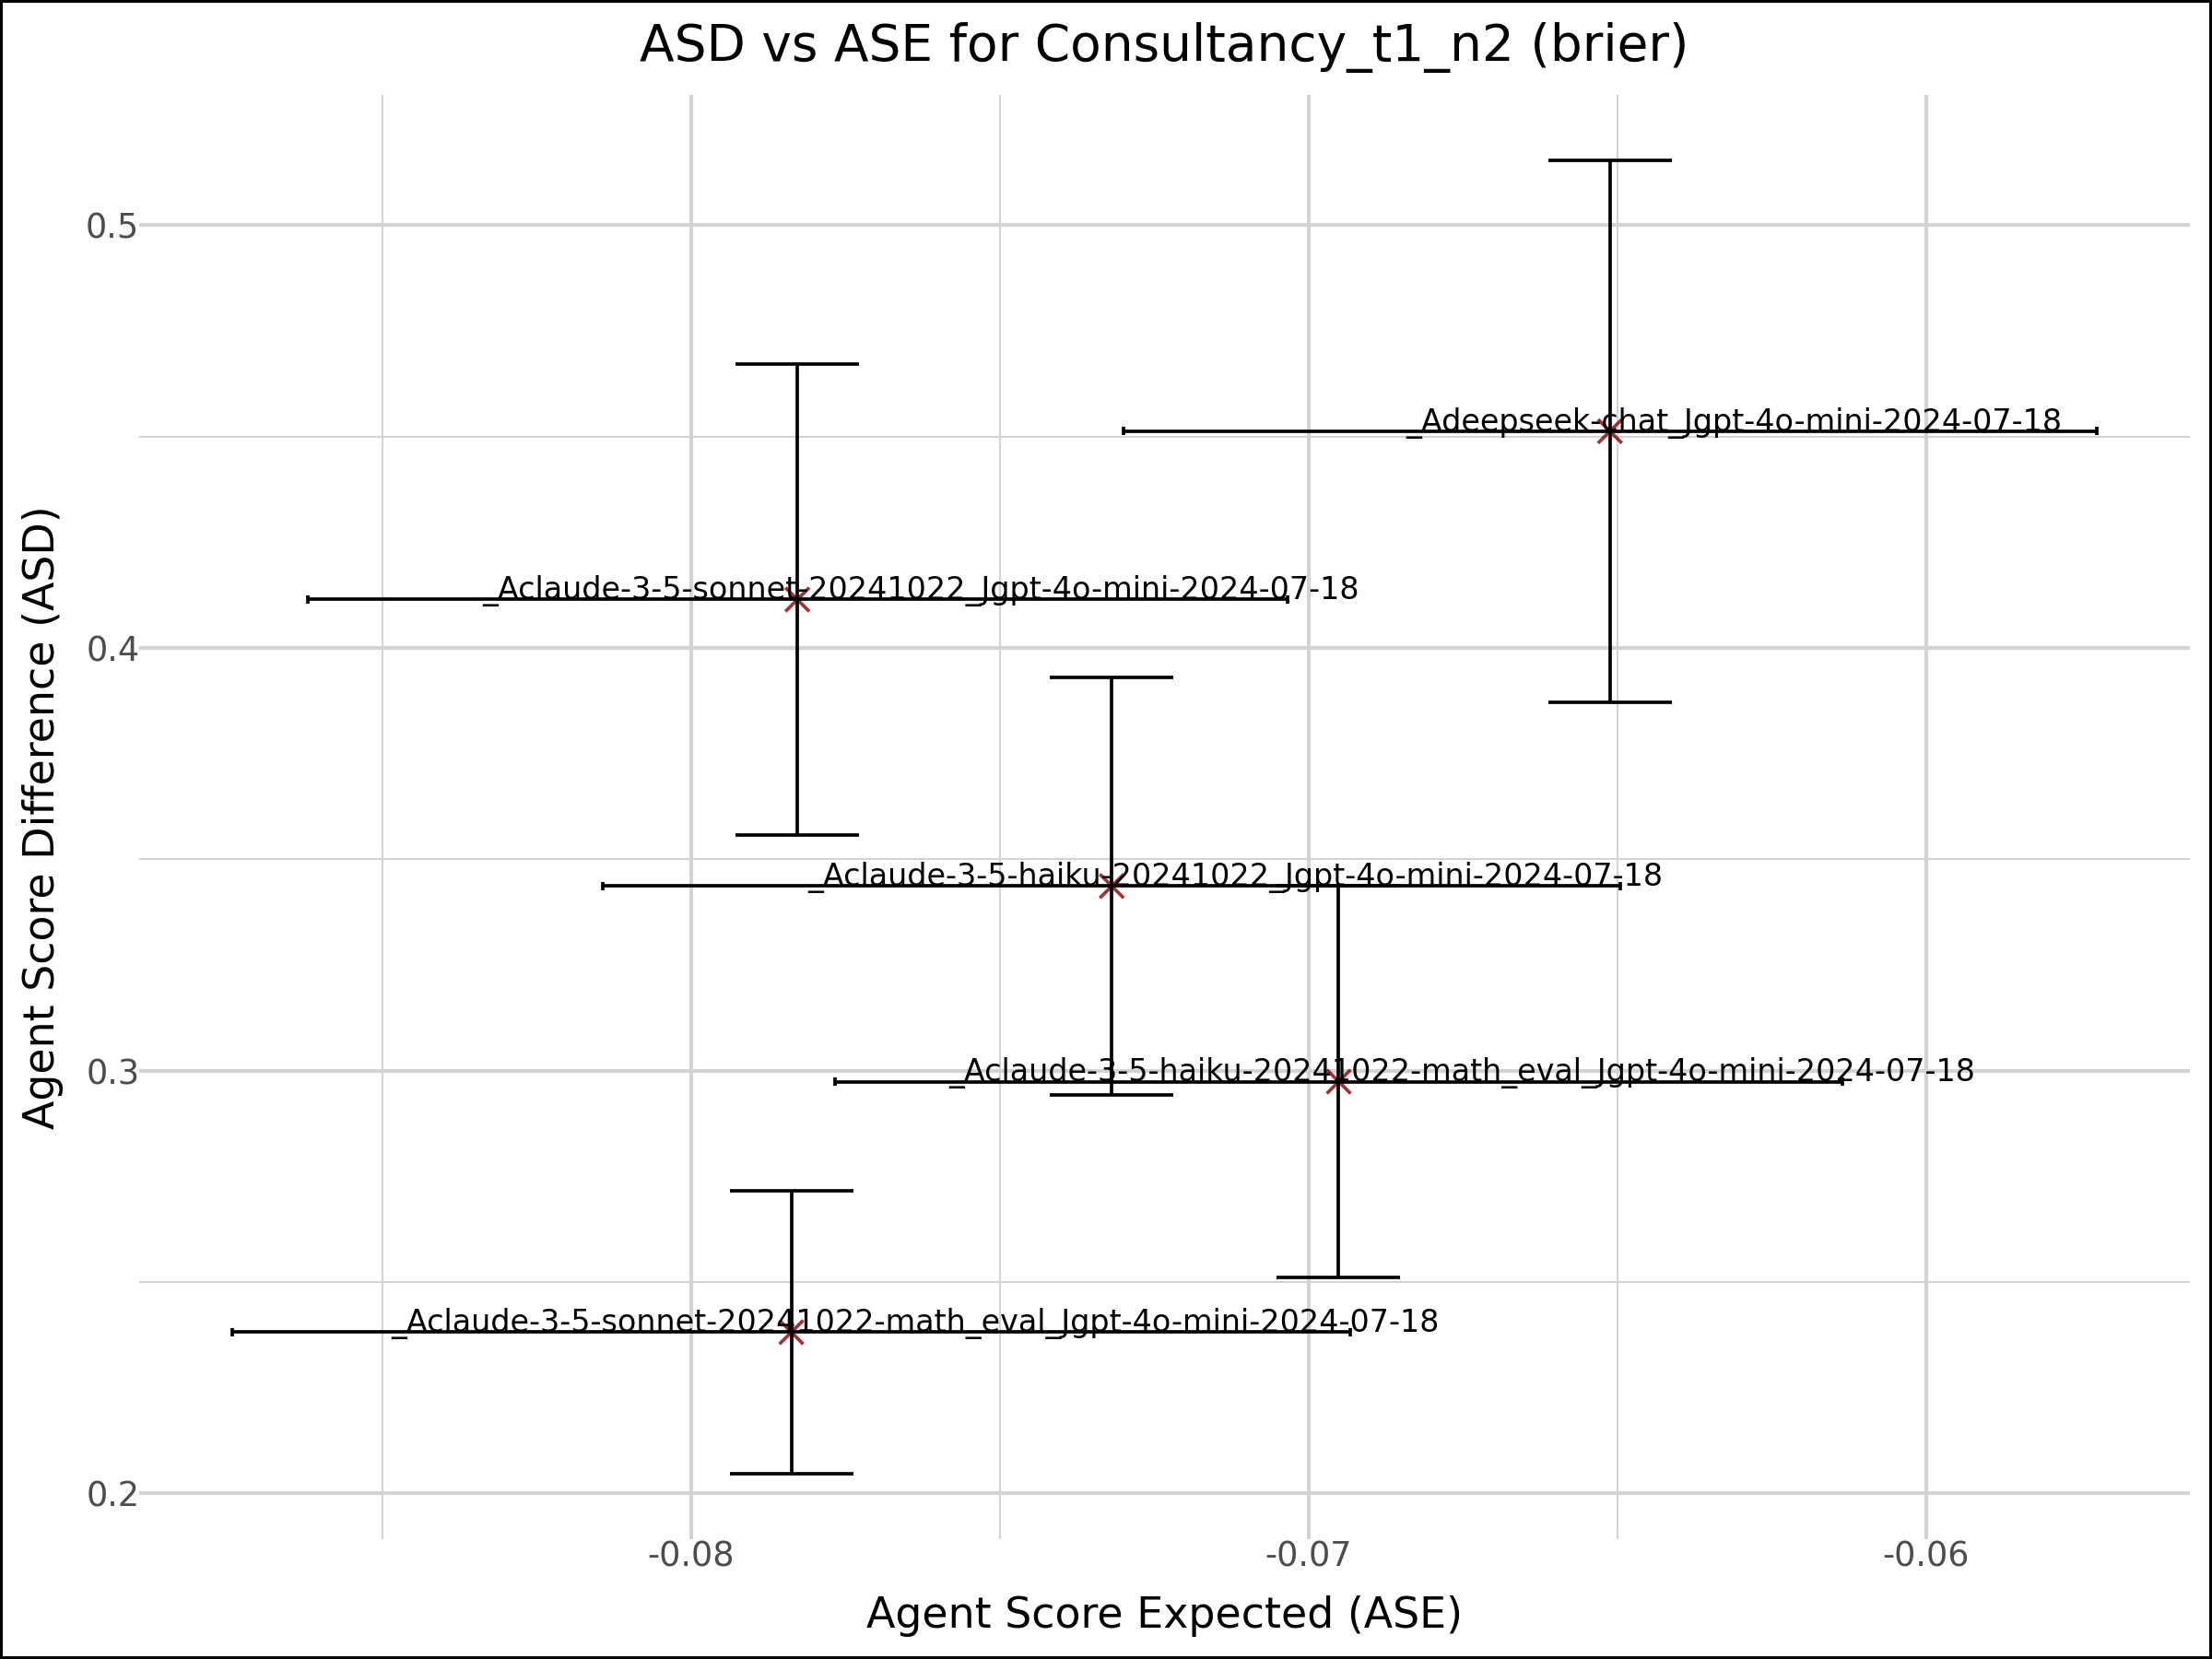 ASD vs ASE for Consultancy_t1_n2 (brier)
Agent Score Difference (ASD)
0.5
0.4
0.3
0.2
_Adeepseek-chat_Jgpt-4o-mini-2024-07-18
_Aclaude-3-5-sonnet-20241022_Jgpt-4o-mini-2024-07-18
_Aclaude-3-5-haiku-20241022_Jgpt-4o-mini-2024-07-18
_Aclaude-3-5-haiku-20241022-math_eval_Jgpt-4o-mini-2024-07-18
_Aclaude-3-5-sonnet-20241022-math_eval_Jgpt-4o-mini-2024-07-18
-0.08
-0.07
-0.06
Agent Score Expected (ASE)